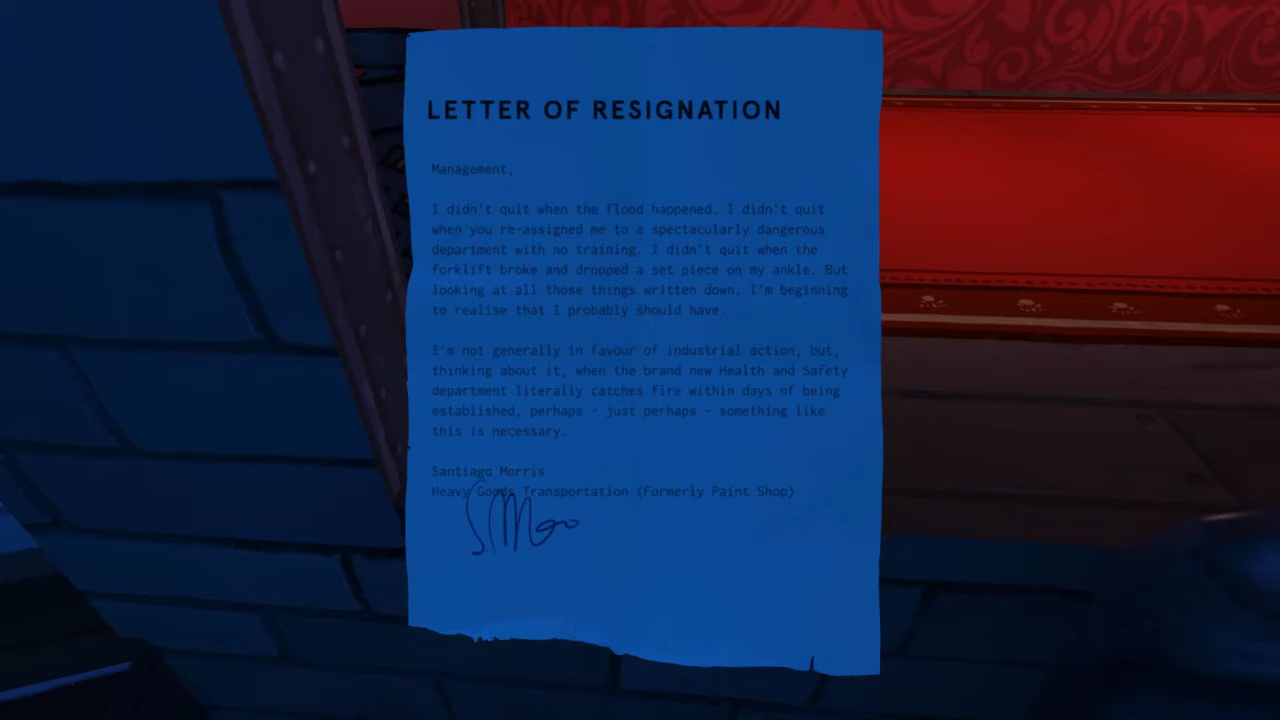 LETTER OF RESIGNATION
Management,
I didn't quit when the flood happened. I didn't quit
when you re-assigned me to a spectacularly dangerous
department with no training. I didn't quit when the
forklift broke and dropped a set piece on my ankle. But
looking at all those things written down, I'm beginning
to realise that I probably should have.
I'm not generally in favour of industrial action, but,
thinking about it, when the brand new Health and Safety
department literally catches fire within days of being
established, perhaps - just perhaps - something like
this is necessary.
Santiago Morris
Heavy Goods Transportation (formerly Paint Shop)
S. Mo